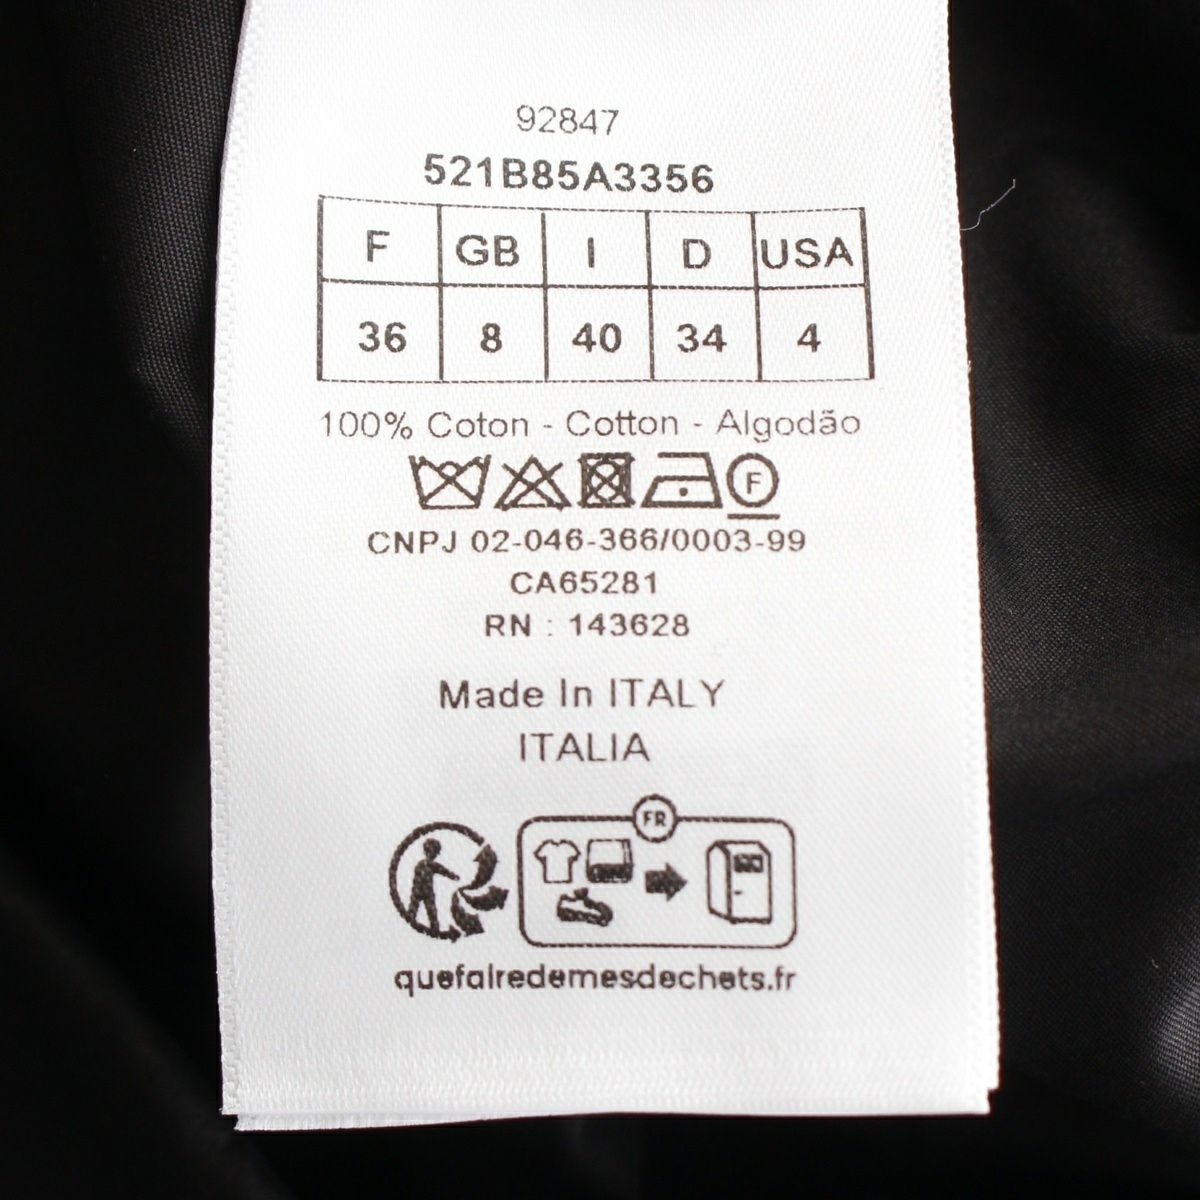 92847
521B85A3356
F GB I D USA
36 8 40 34 4
100% Coton - Cotton - Algodão
F
CNPJ 02-046-366/0003-99
CA65281
RN : 143628
Made In ITALY
ITALIA
FR
quefairedemesdechets.fr